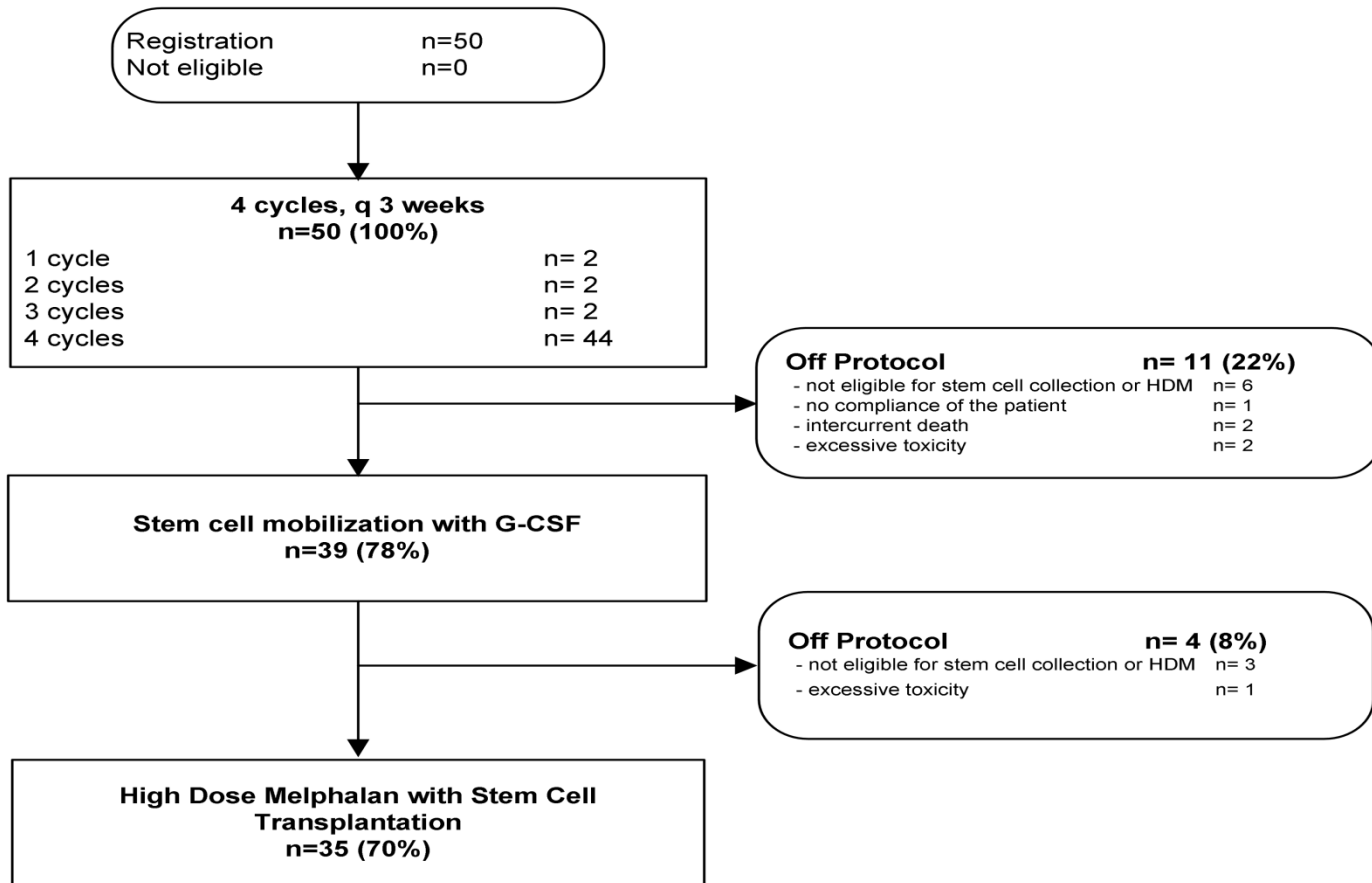 Registration n=50
Not eligible n=0
4 cycles, q 3 weeks
n=50 (100%)
1 cycle n= 2
2 cycles n= 2
3 cycles n= 2
4 cycles n= 44
Off Protocol n= 11 (22%)
- not eligible for stem cell collection or HDM n= 6
- no compliance of the patient n= 1
- intercurrent death n= 2
- excessive toxicity n= 2
Stem cell mobilization with G-CSF
n=39 (78%)
Off Protocol n= 4 (8%)
- not eligible for stem cell collection or HDM n= 3
- excessive toxicity n= 1
High Dose Melphalan with Stem Cell
Transplantation
n=35 (70%)